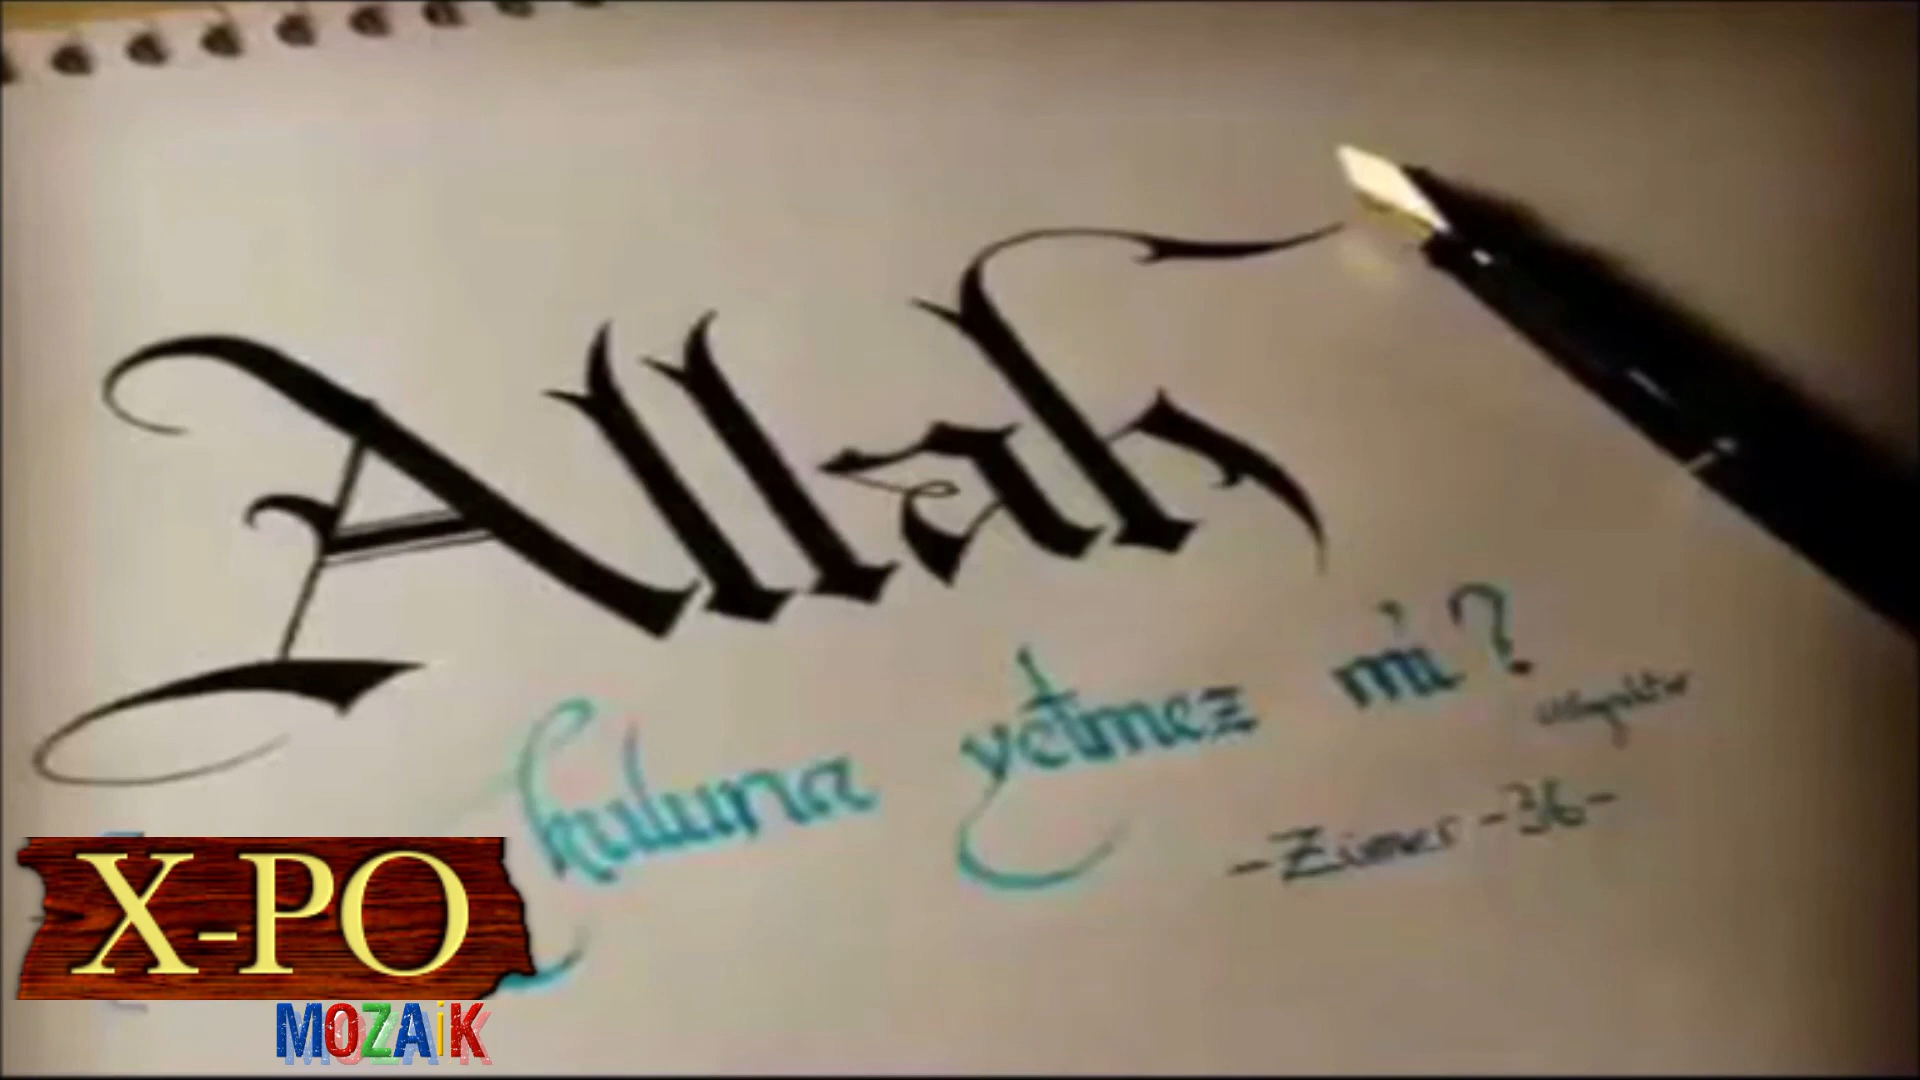 Allah
kuluna yetmez mi?
-Zümer -36-
X-PO
MOZAiK